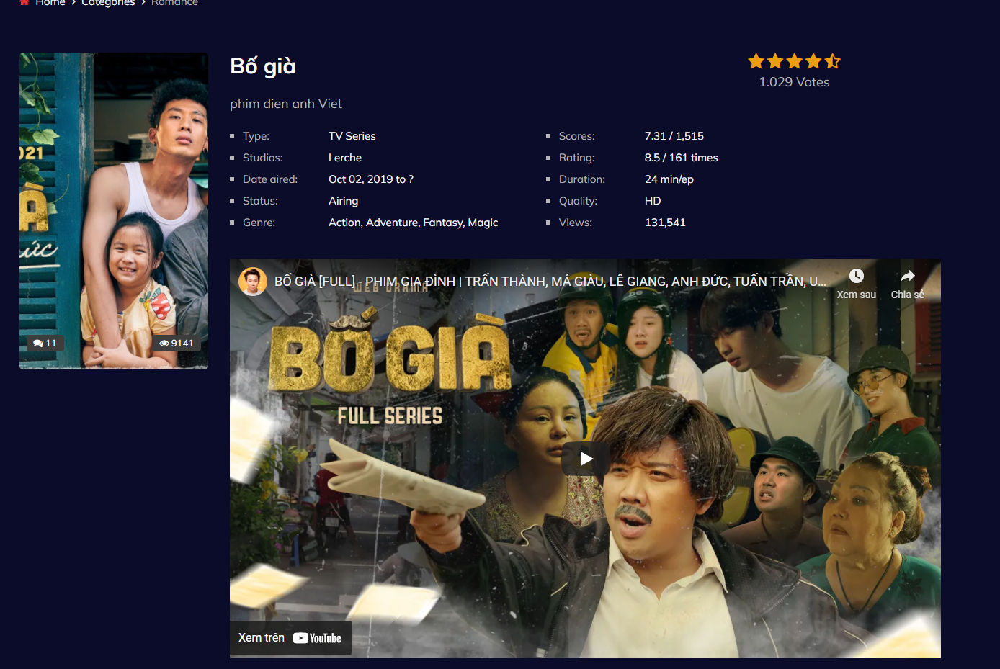 Home > Categories > Romance
Bố già
1.029 Votes
phim dien anh Viet
Type: TV Series
Studios: Lerche
Date aired: Oct 02, 2019 to ?
Status: Airing
Genre: Action, Adventure, Fantasy, Magic
Scores: 7.31 / 1,515
Rating: 8.5 / 161 times
Duration: 24 min/ep
Quality: HD
Views: 131,541
021
À
ức
11
9141
BỐ GIÀ [FULL] - PHIM GIA ĐÌNH | TRẤN THÀNH, MÁ GIÀU, LÊ GIANG, ANH ĐỨC, TUẤN TRẦN, U...
Xem sau
Chia sẻ
WEB DRAMA
BỐ GIÀ
FULL SERIES
Xem trên YouTube